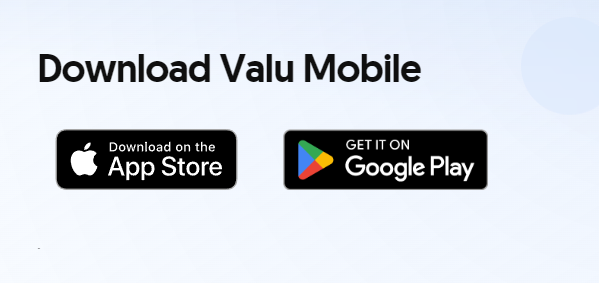 Download Valu Mobile
Download on the
App Store
GET IT ON
Google Play